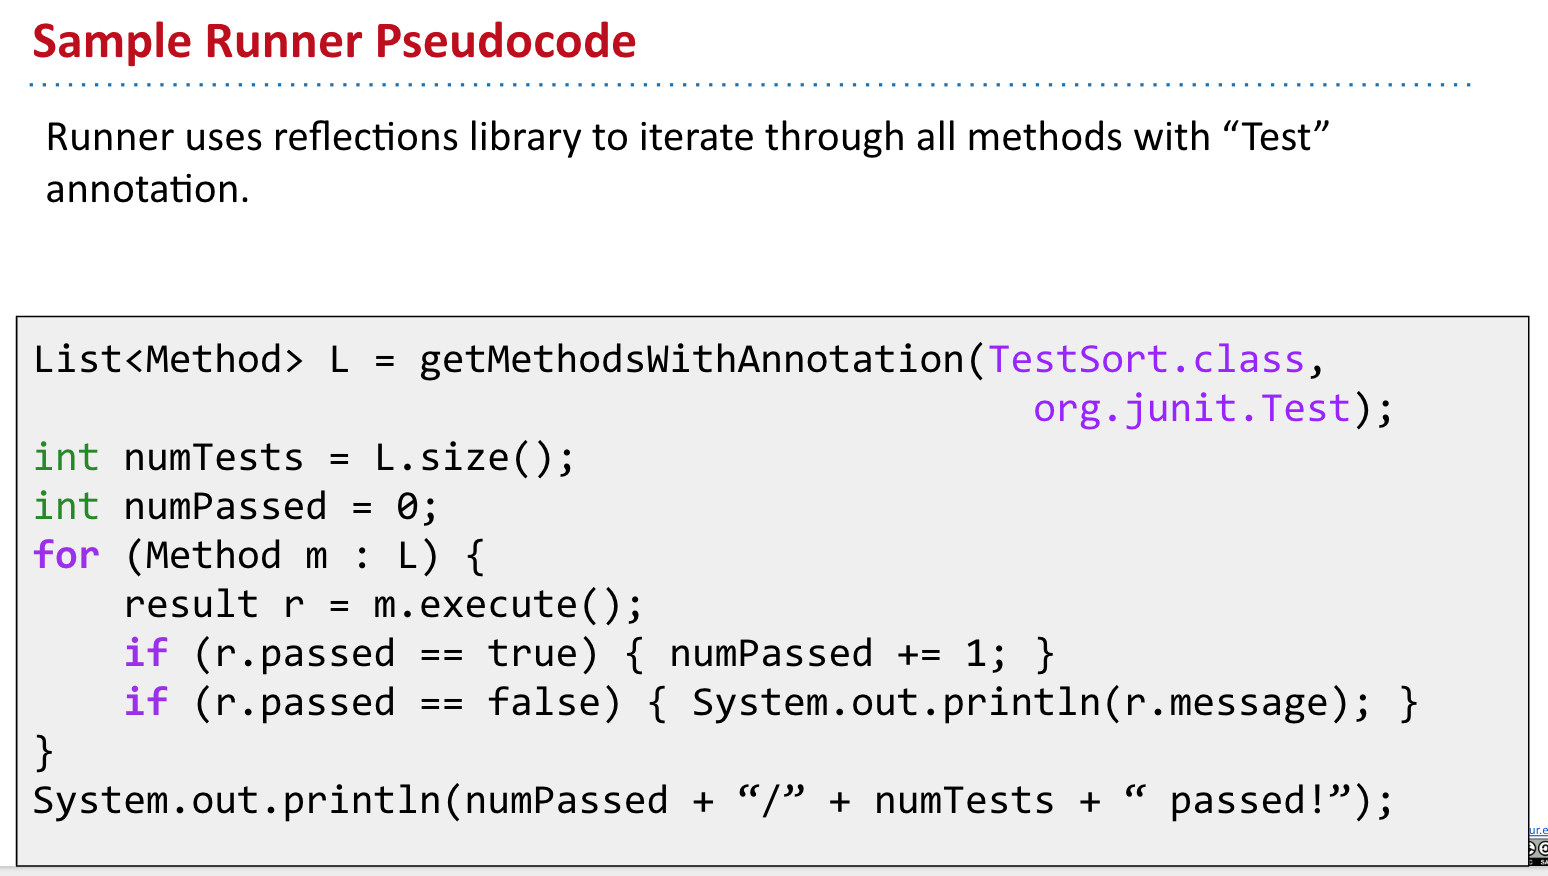 Sample Runner Pseudocode
Runner uses reflections library to iterate through all methods with “Test”
annotation.
List<Method> L = getMethodsWithAnnotation(TestSort.class,
org.junit.Test);
int numTests = L.size();
int numPassed = 0;
for (Method m : L) {
    result r = m.execute();
    if (r.passed == true) { numPassed += 1; }
    if (r.passed == false) { System.out.println(r.message); }
}
System.out.println(numPassed + “/” + numTests + “ passed!”);
ur.e